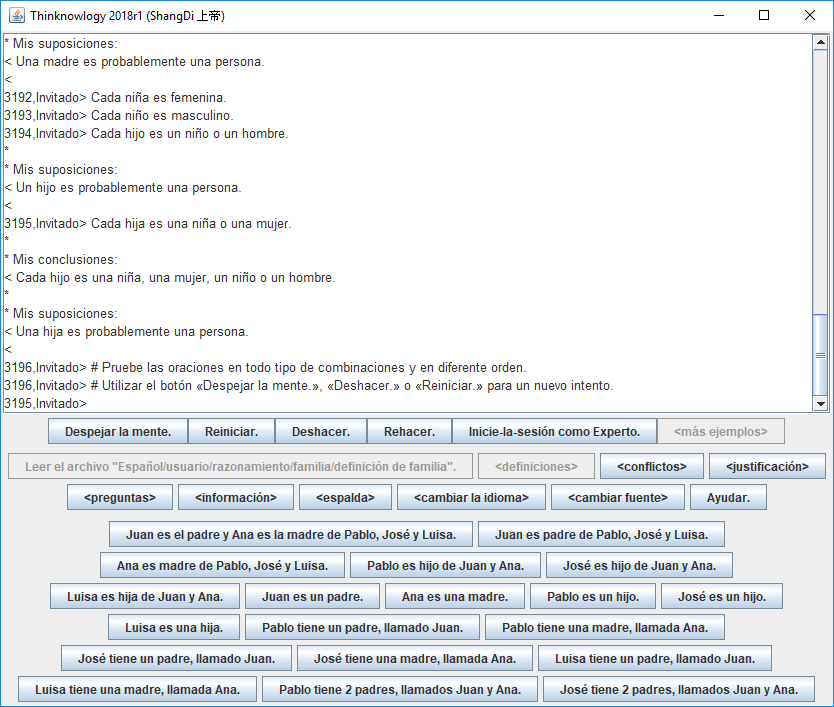 Thinknowlogy 2018r1 (ShangDi 上帝)
* Mis suposiciones:
< Una madre es probablemente una persona.
<
3192,Invitado> Cada niña es femenina.
3193,Invitado> Cada niño es masculino.
3194,Invitado> Cada hijo es un niño o un hombre.
*
* Mis suposiciones:
< Un hijo es probablemente una persona.
<
3195,Invitado> Cada hija es una niña o una mujer.
*
* Mis conclusiones:
< Cada hijo es una niña, una mujer, un niño o un hombre.
*
* Mis suposiciones:
< Una hija es probablemente una persona.
<
3196,Invitado> # Pruebe las oraciones en todo tipo de combinaciones y en diferente orden.
3196,Invitado> # Utilizar el botón «Despejar la mente.», «Deshacer.» o «Reiniciar.» para un nuevo intento.
3195,Invitado>
Despejar la mente. Reiniciar. Deshacer. Rehacer. Inicie-la-sesión como Experto. <más ejemplos>
Leer el archivo "Español/usuario/razonamiento/familia/definición de familia". <definiciones> <conflictos> <justificación>
<preguntas> <información> <espalda> <cambiar la idioma> <cambiar fuente> Ayudar.
Juan es el padre y Ana es la madre de Pablo, José y Luisa. Juan es padre de Pablo, José y Luisa.
Ana es madre de Pablo, José y Luisa. Pablo es hijo de Juan y Ana. José es hijo de Juan y Ana.
Luisa es hija de Juan y Ana. Juan es un padre. Ana es una madre. Pablo es un hijo. José es un hijo.
Luisa es una hija. Pablo tiene un padre, llamado Juan. Pablo tiene una madre, llamada Ana.
José tiene un padre, llamado Juan. José tiene una madre, llamada Ana. Luisa tiene un padre, llamado Juan.
Luisa tiene una madre, llamada Ana. Pablo tiene 2 padres, llamados Juan y Ana. José tiene 2 padres, llamados Juan y Ana.